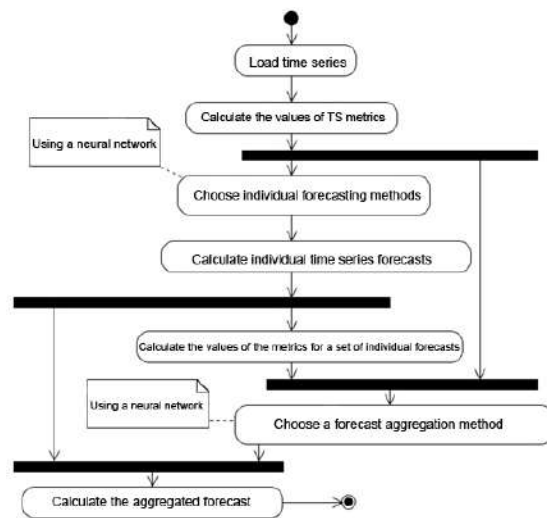 Load time series
Calculate the values of TS metrics
Using a neural network
Choose individual forecasting methods
Calculate individual time series forecasts
Calculate the values of the metrics for a set of individual forecasts
Using a neural network
Choose a forecast aggregation method
Calculate the aggregated forecast